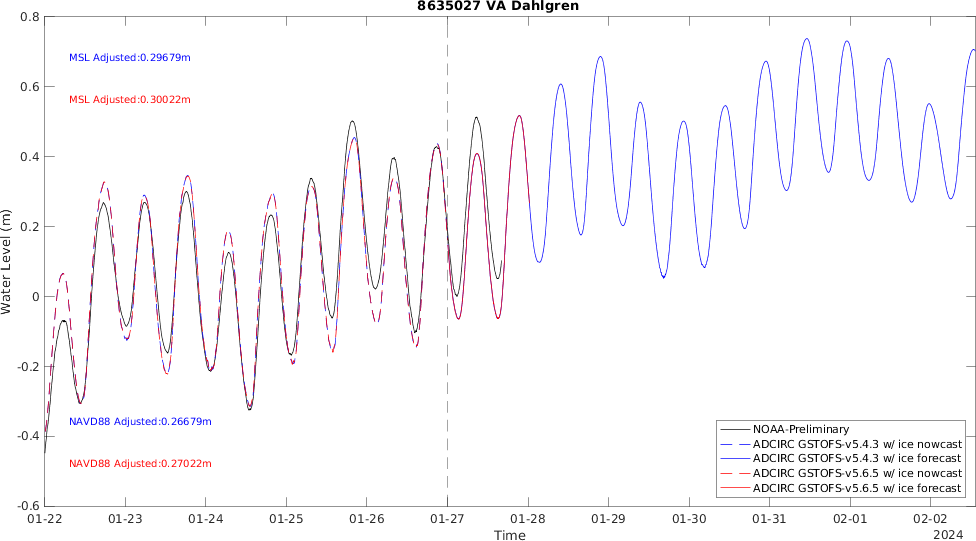 8635027 VA Dahlgren
Water Level (m)
0.8
0.6
0.4
0.2
0
-0.2
-0.4
-0.6
MSL Adjusted:0.29679m
MSL Adjusted:0.30022m
NAVD88 Adjusted:0.26679m
NAVD88 Adjusted:0.27022m
NOAA-Preliminary
ADCIRC GSTOFS-v5.4.3 w/ ice nowcast
ADCIRC GSTOFS-v5.4.3 w/ ice forecast
ADCIRC GSTOFS-v5.6.5 w/ ice nowcast
ADCIRC GSTOFS-v5.6.5 w/ ice forecast
01-22 01-23 01-24 01-25 01-26 01-27 01-28 01-29 01-30 01-31 02-01 02-02
2024
Time